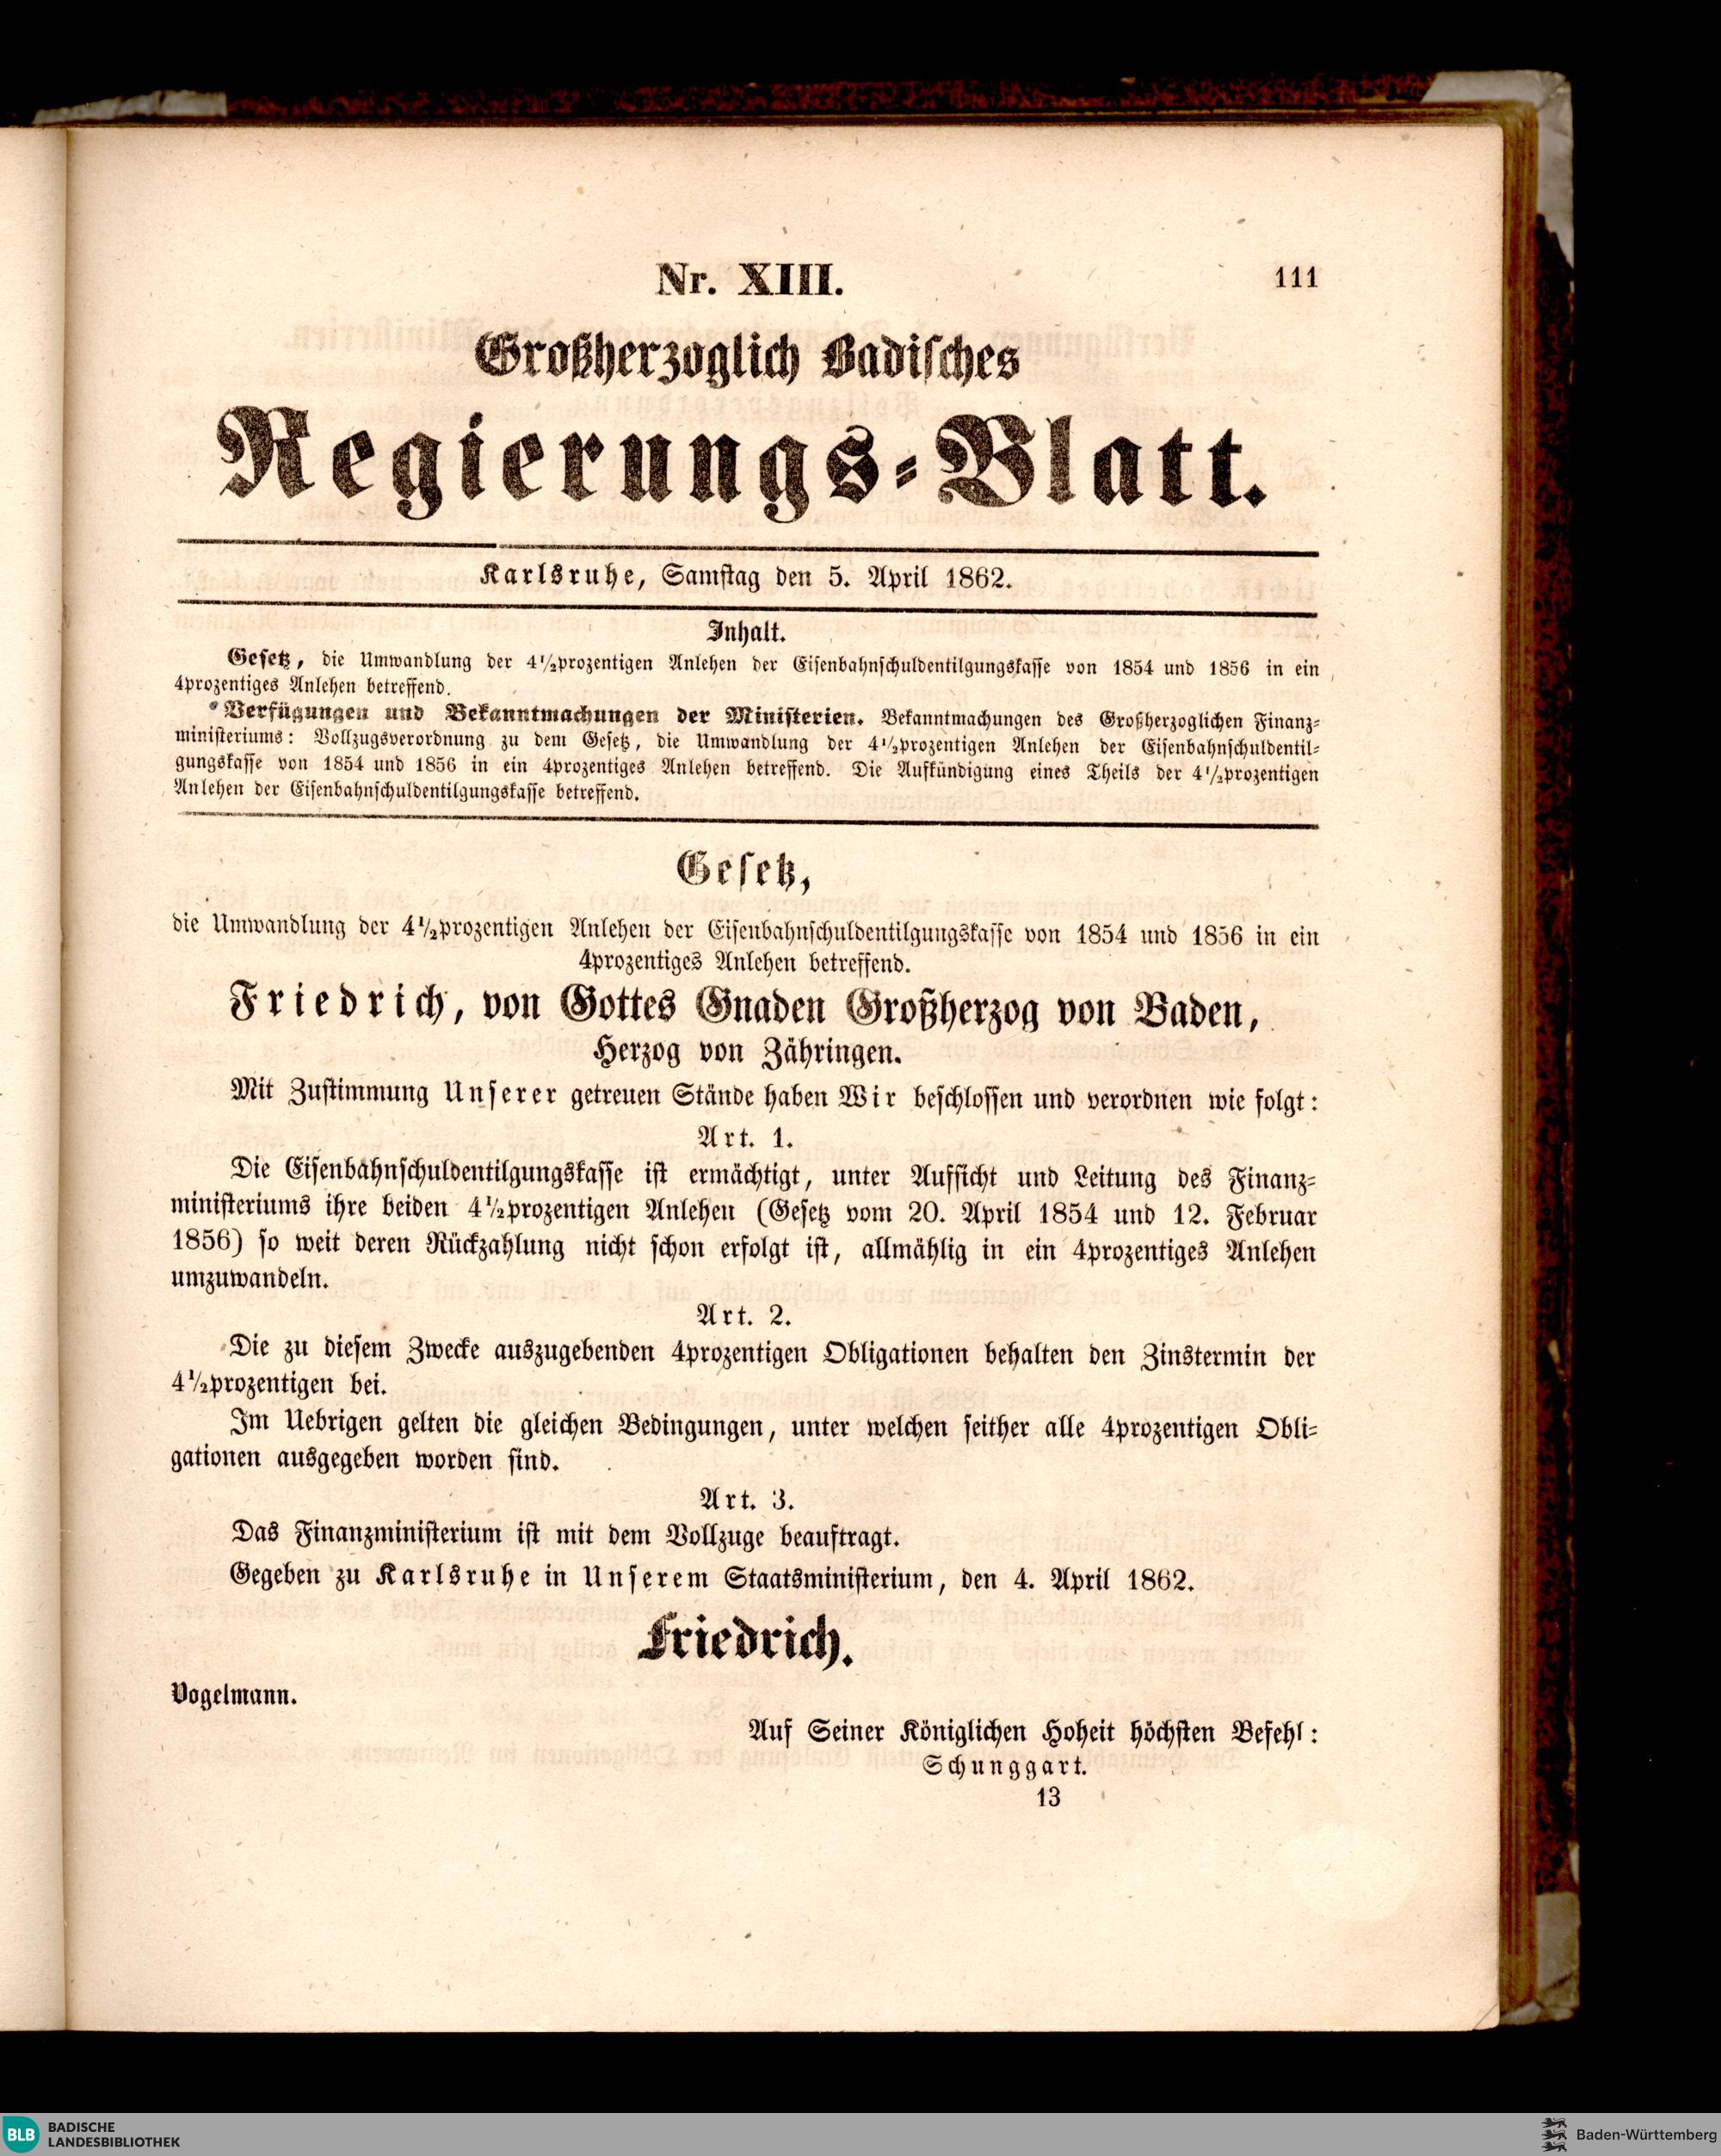 Nr. XIII.
111
Großherzoglich Badisches
Regierungs-Blatt.
Karlsruhe, Samstag den 5. April 1862.
Inhalt.
Gesetz, die Umwandlung der 4½prozentigen Anlehen der Eisenbahnschuldentilgungskasse von 1854 und 1856 in ein
4prozentiges Anlehen betreffend.
Verfügungen und Bekanntmachungen der Ministerien. Bekanntmachungen des Großherzoglichen Finanz-
ministeriums: Vollzugsverordnung zu dem Gesetz, die Umwandlung der 4½prozentigen Anlehen der Eisenbahnschuldentil-
gungskasse von 1854 und 1856 in ein 4prozentiges Anlehen betreffend. Die Aufkündigung eines Theils der 4½prozentigen
Anlehen der Eisenbahnschuldentilgungskasse betreffend.
Gesetz,
die Umwandlung der 4½prozentigen Anlehen der Eisenbahnschuldentilgungskasse von 1854 und 1856 in ein
4prozentiges Anlehen betreffend.
Friedrich, von Gottes Gnaden Großherzog von Baden,
Herzog von Zähringen.
Mit Zustimmung Unserer getreuen Stände haben Wir beschlossen und verordnen wie folgt:
Art. 1.
Die Eisenbahnschuldentilgungskasse ist ermächtigt, unter Aufsicht und Leitung des Finanz-
ministeriums ihre beiden 4½prozentigen Anlehen (Gesetz vom 20. April 1854 und 12. Februar
1856) so weit deren Rückzahlung nicht schon erfolgt ist, allmählig in ein 4prozentiges Anlehen
umzuwandeln.
Art. 2.
Die zu diesem Zwecke auszugebenden 4prozentigen Obligationen behalten den Zinstermin der
4½prozentigen bei.
Im Uebrigen gelten die gleichen Bedingungen, unter welchen seither alle 4prozentigen Obli-
gationen ausgegeben worden sind.
Art. 3.
Das Finanzministerium ist mit dem Vollzuge beauftragt.
Gegeben zu Karlsruhe in Unserem Staatsministerium, den 4. April 1862.
Friedrich.
Vogelmann.
Auf Seiner Königlichen Hoheit höchsten Befehl:
Schunggart.
13
BLB BADISCHE
LANDESBIBLIOTHEK
Baden-Württemberg